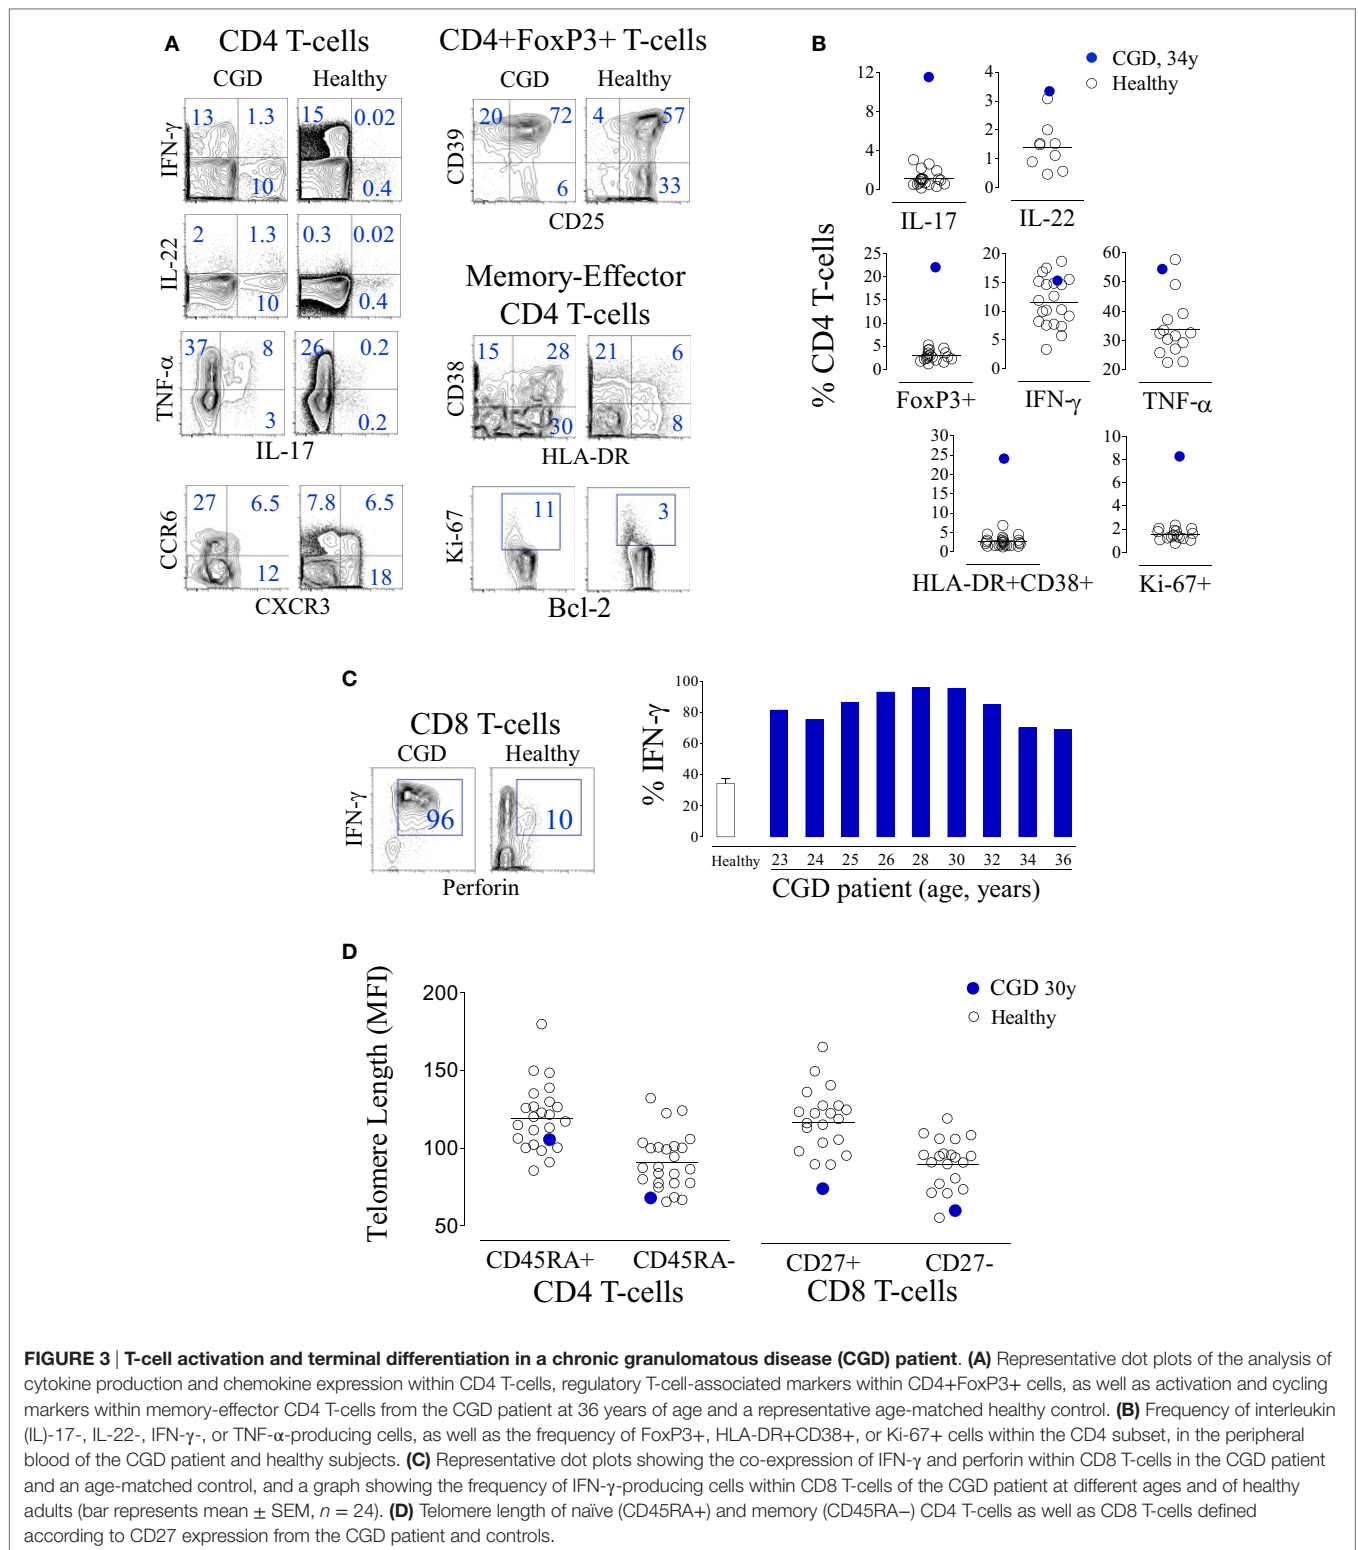 A
CD4 T-cells
CGD Healthy
IFN-γ
13 1.3 15 0.02
10 0.4
IL-22
2 1.3 0.3 0.02
10 0.4
TNF-α
37 8 26 0.2
3 0.2
IL-17
CCR6
27 6.5 7.8 6.5
12 18
CXCR3
CD4+FoxP3+ T-cells
CGD Healthy
CD39
20 72 4 57
6 33
CD25
Memory-Effector
CD4 T-cells
CD38
15 28 21 6
30 8
HLA-DR
Ki-67
11 3
Bcl-2
B
CGD, 34y
Healthy
% CD4 T-cells
12
8
4
0
IL-17
4
3
2
1
0
IL-22
25
20
15
10
5
0
FoxP3+
20
15
10
5
0
IFN-γ
60
50
40
30
20
TNF-α
30
25
20
15
10
5
0
HLA-DR+CD38+
10
8
6
4
2
0
Ki-67+
C
CD8 T-cells
CGD Healthy
IFN-γ
96 10
Perforin
% IFN-γ
100
80
60
40
20
0
Healthy 23 24 25 26 28 30 32 34 36
CGD patient (age, years)
D
Telomere Length (MFI)
200
150
100
50
CGD 30y
Healthy
CD45RA+ CD45RA- CD27+ CD27-
CD4 T-cells CD8 T-cells
FIGURE 3 | T-cell activation and terminal differentiation in a chronic granulomatous disease (CGD) patient. (A) Representative dot plots of the analysis of
cytokine production and chemokine expression within CD4 T-cells, regulatory T-cell-associated markers within CD4+FoxP3+ cells, as well as activation and cycling
markers within memory-effector CD4 T-cells from the CGD patient at 36 years of age and a representative age-matched healthy control. (B) Frequency of interleukin
(IL)-17-, IL-22-, IFN-γ-, or TNF-α-producing cells, as well as the frequency of FoxP3+, HLA-DR+CD38+, or Ki-67+ cells within the CD4 subset, in the peripheral
blood of the CGD patient and healthy subjects. (C) Representative dot plots showing the co-expression of IFN-γ and perforin within CD8 T-cells in the CGD patient
and an age-matched control, and a graph showing the frequency of IFN-γ-producing cells within CD8 T-cells of the CGD patient at different ages and of healthy
adults (bar represents mean ± SEM, n = 24). (D) Telomere length of naïve (CD45RA+) and memory (CD45RA−) CD4 T-cells as well as CD8 T-cells defined
according to CD27 expression from the CGD patient and controls.